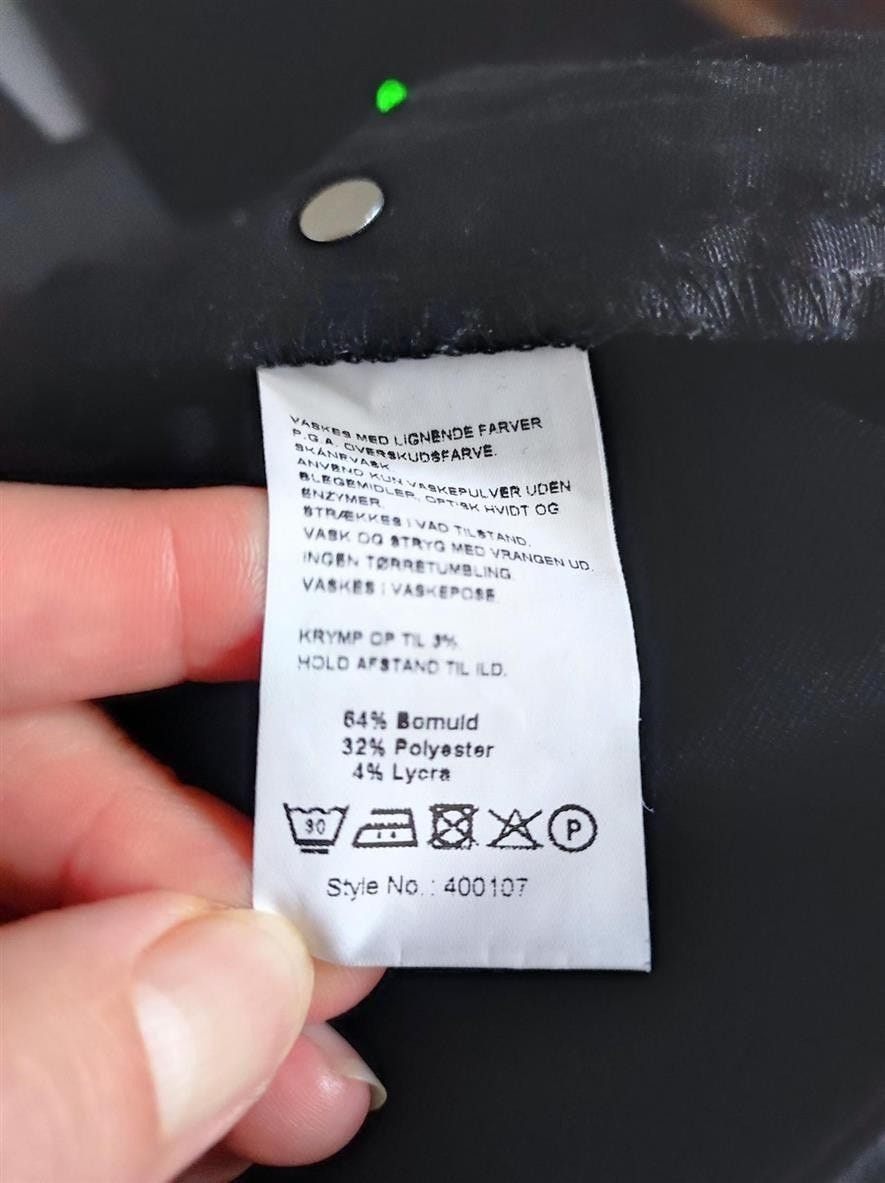 VASKES MED LIGNENDE FARVER
P.G.A. OVERSKUDSFARVE.
SKÅNEVASK.
ANVEND KUN VASKEPULVER UDEN
BLEGEMIDLER, OPTISK HVIDT OG
ENZYMER.
STRÆKKES I VÅD TILSTAND.
VASK OG STRYG MED VRANGEN UD.
INGEN TØRRETUMBLING.
VASKES I VASKEPOSE.
KRYMP OP TIL 3%.
HOLD AFSTAND TIL ILD.
64% Bomuld
32% Polyester
4% Lycra
30 P
Style No.: 400107